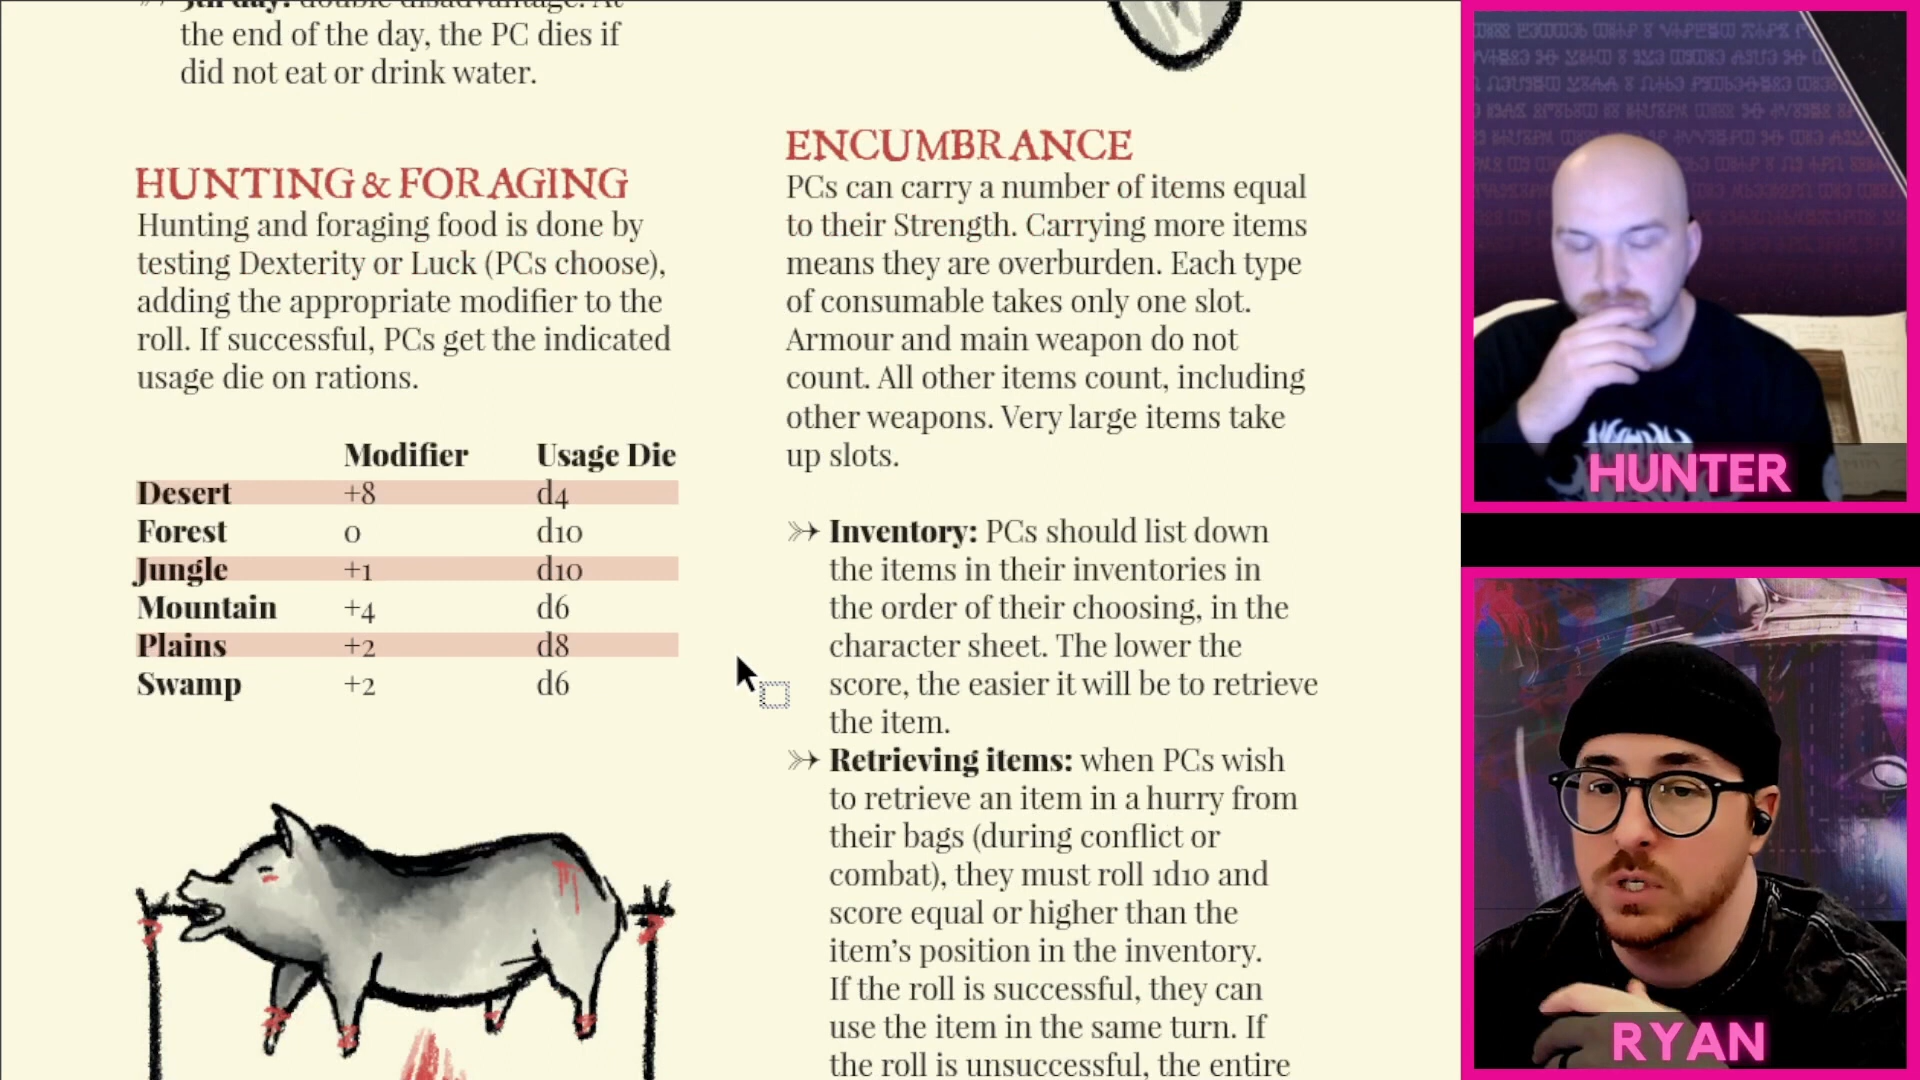 5th day: double disadvantage. At
the end of the day, the PC dies if
did not eat or drink water.
HUNTING & FORAGING
Hunting and foraging food is done by
testing Dexterity or Luck (PCs choose),
adding the appropriate modifier to the
roll. If successful, PCs get the indicated
usage die on rations.
Modifier Usage Die
Desert +8 d4
Forest 0 d10
Jungle +1 d10
Mountain +4 d6
Plains +2 d8
Swamp +2 d6
ENCUMBRANCE
PCs can carry a number of items equal
to their Strength. Carrying more items
means they are overburden. Each type
of consumable takes only one slot.
Armour and main weapon do not
count. All other items count, including
other weapons. Very large items take
up slots.
Inventory: PCs should list down
the items in their inventories in
the order of their choosing, in the
character sheet. The lower the
score, the easier it will be to retrieve
the item.
Retrieving items: when PCs wish
to retrieve an item in a hurry from
their bags (during conflict or
combat), they must roll 1d10 and
score equal or higher than the
item's position in the inventory.
If the roll is successful, they can
use the item in the same turn. If
the roll is unsuccessful, the entire
HUNTER
RYAN